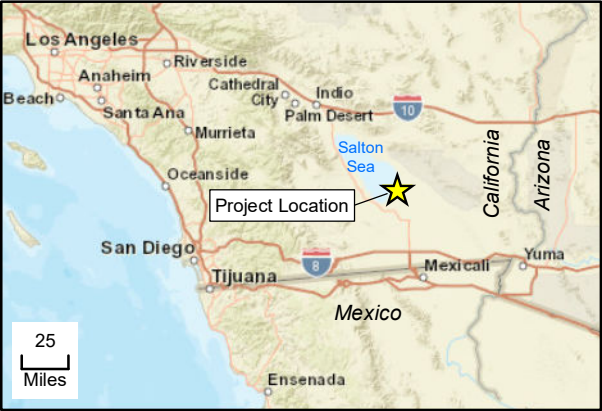 Los Angeles
Riverside
Anaheim
Cathedral
City
Indio
Beach
Santa Ana
Palm Desert
10
Murrieta
Salton
Sea
California
Arizona
Oceanside
Project Location
San Diego
8
Yuma
Tijuana
Mexicali
Mexico
25
Miles
Ensenada